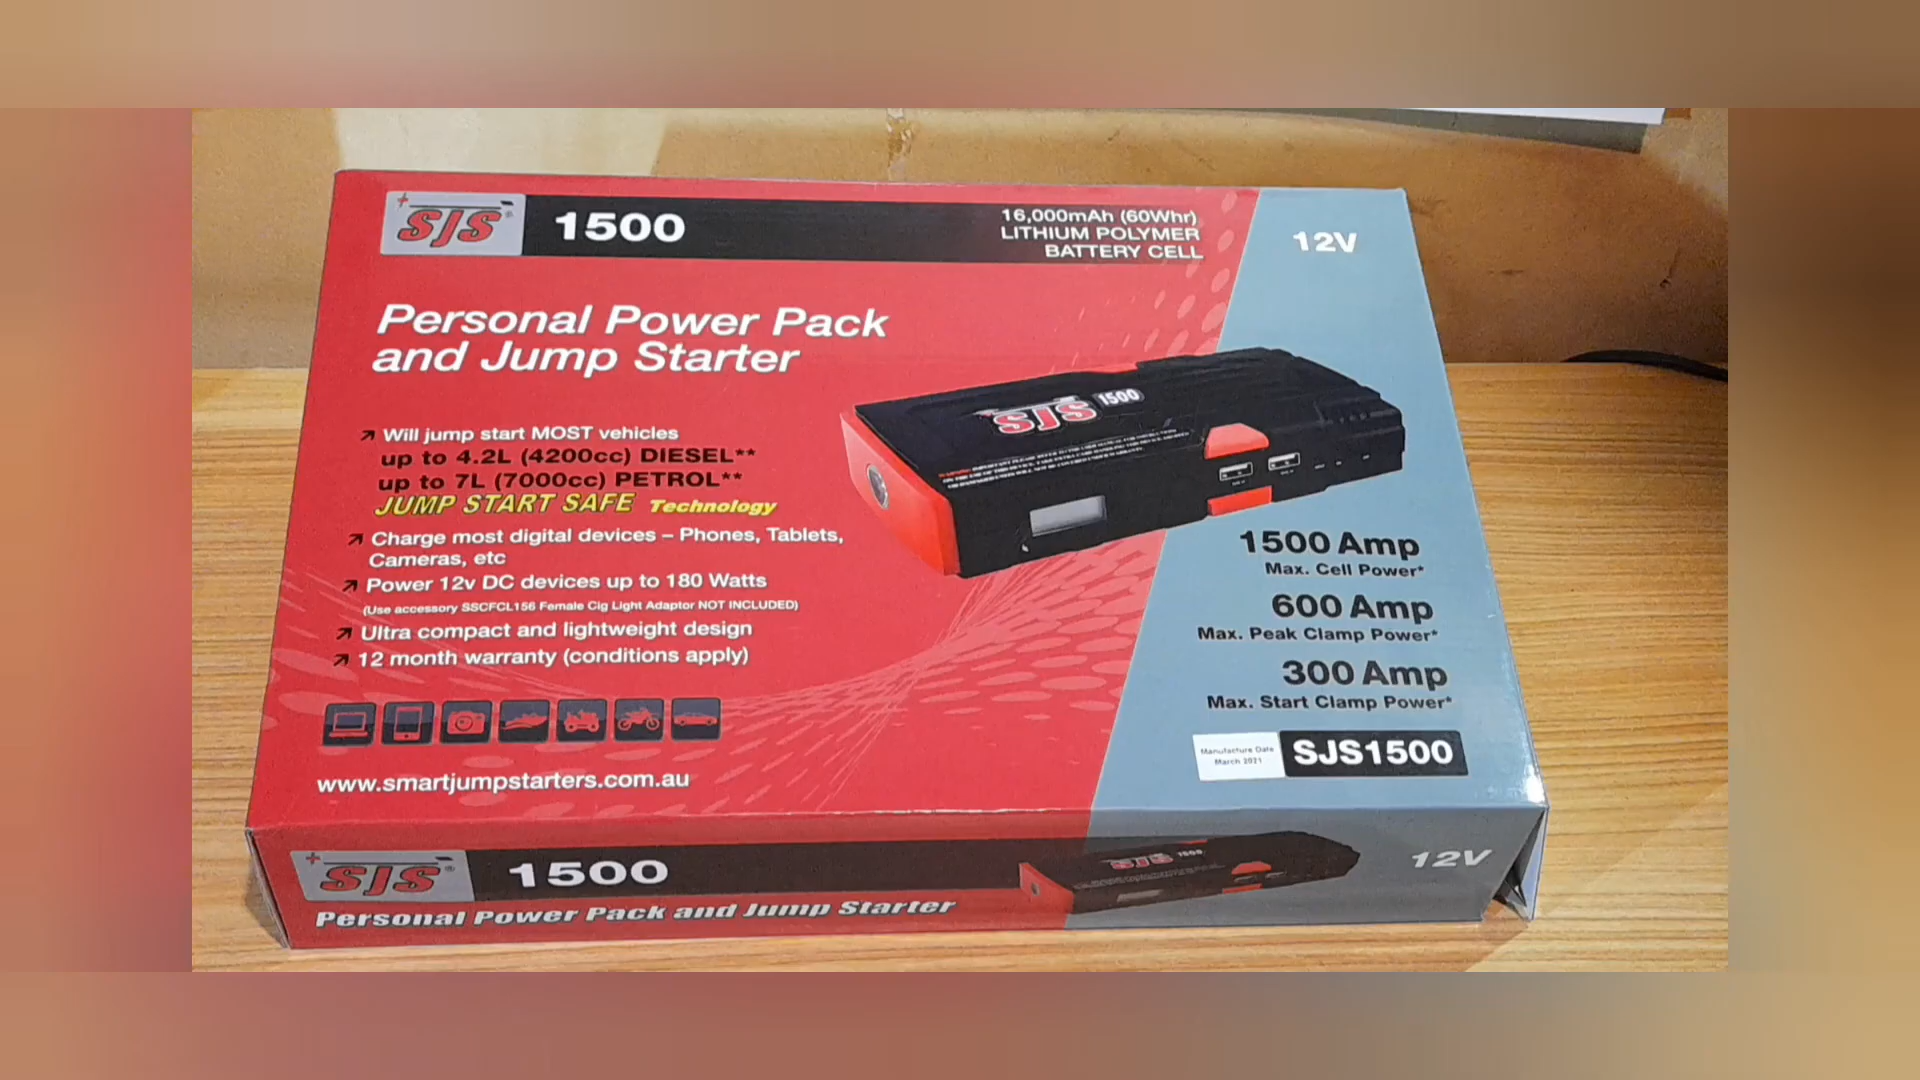 SJS®
1500
16,000mAh (60Whr)
LITHIUM POLYMER
BATTERY CELL
12V
Personal Power Pack
and Jump Starter
Will jump start MOST vehicles
up to 4.2L (4200cc) DIESEL**
up to 7L (7000cc) PETROL**
JUMP START SAFE Technology
Charge most digital devices – Phones, Tablets,
Cameras, etc
Power 12v DC devices up to 180 Watts
(Use accessory SSCFCL156 Female Cig Light Adaptor NOT INCLUDED)
Ultra compact and lightweight design
12 month warranty (conditions apply)
www.smartjumpstarters.com.au
SJS 1500
1500 Amp
Max. Cell Power*
600 Amp
Max. Peak Clamp Power*
300 Amp
Max. Start Clamp Power*
Manufacture Date
March 2021
SJS1500
SJS®
1500
Personal Power Pack and Jump Starter
SJS 1500
12V